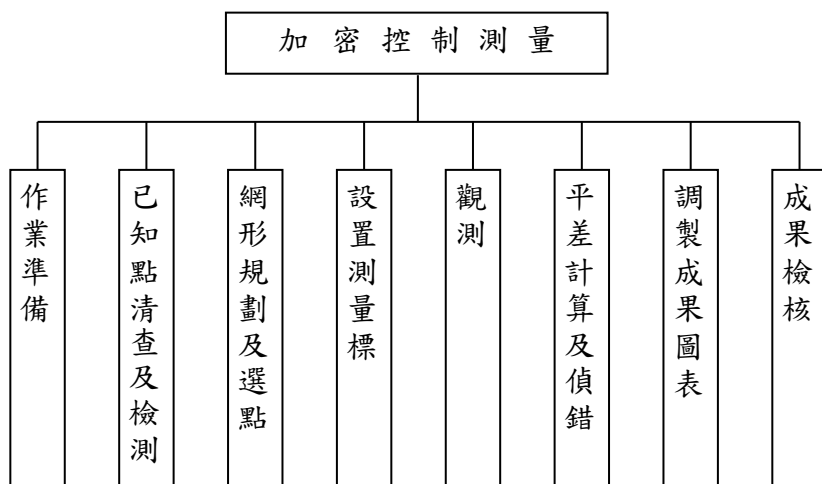 加密控制測量
作業準備
已知點清查及檢測
網形規劃及選點
設置測量標
觀測
平差計算及偵錯
調製成果圖表
成果檢核